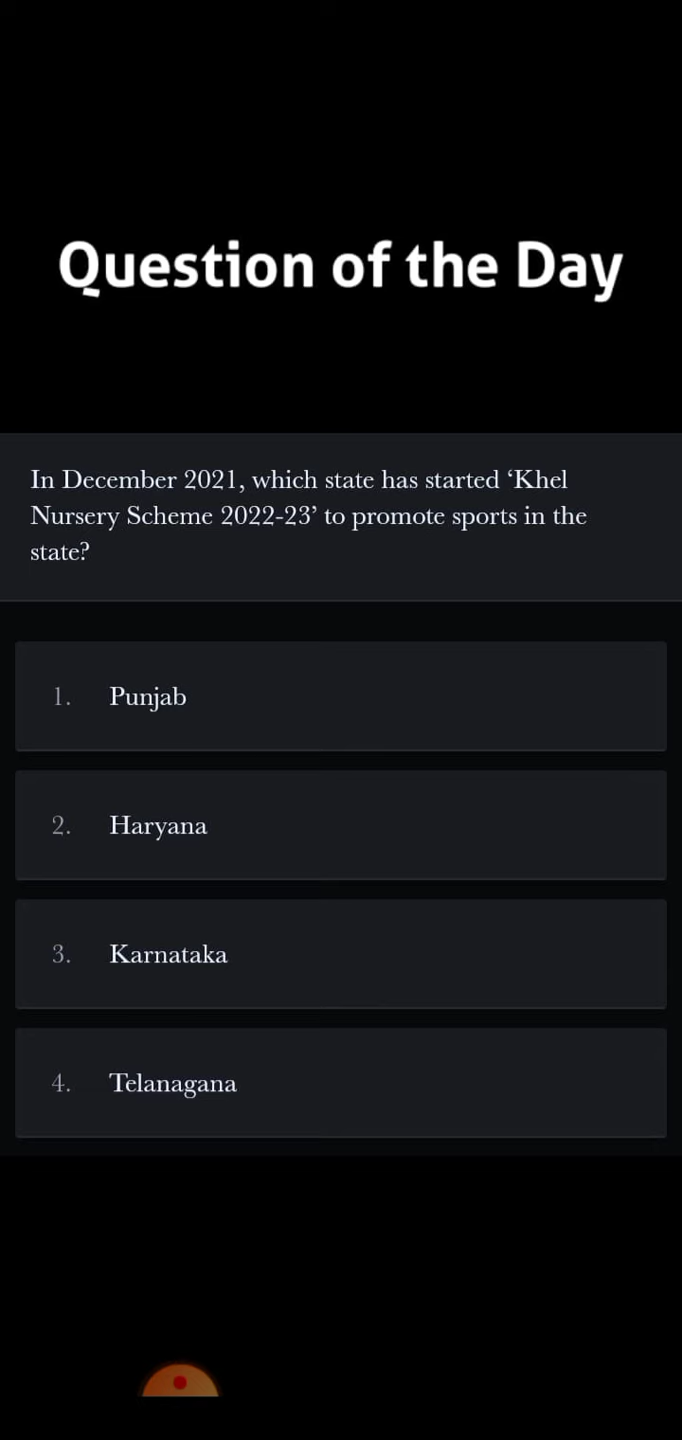 Question of the Day
In December 2021, which state has started ‘Khel
Nursery Scheme 2022-23’ to promote sports in the
state?
1. Punjab
2. Haryana
3. Karnataka
4. Telanagana